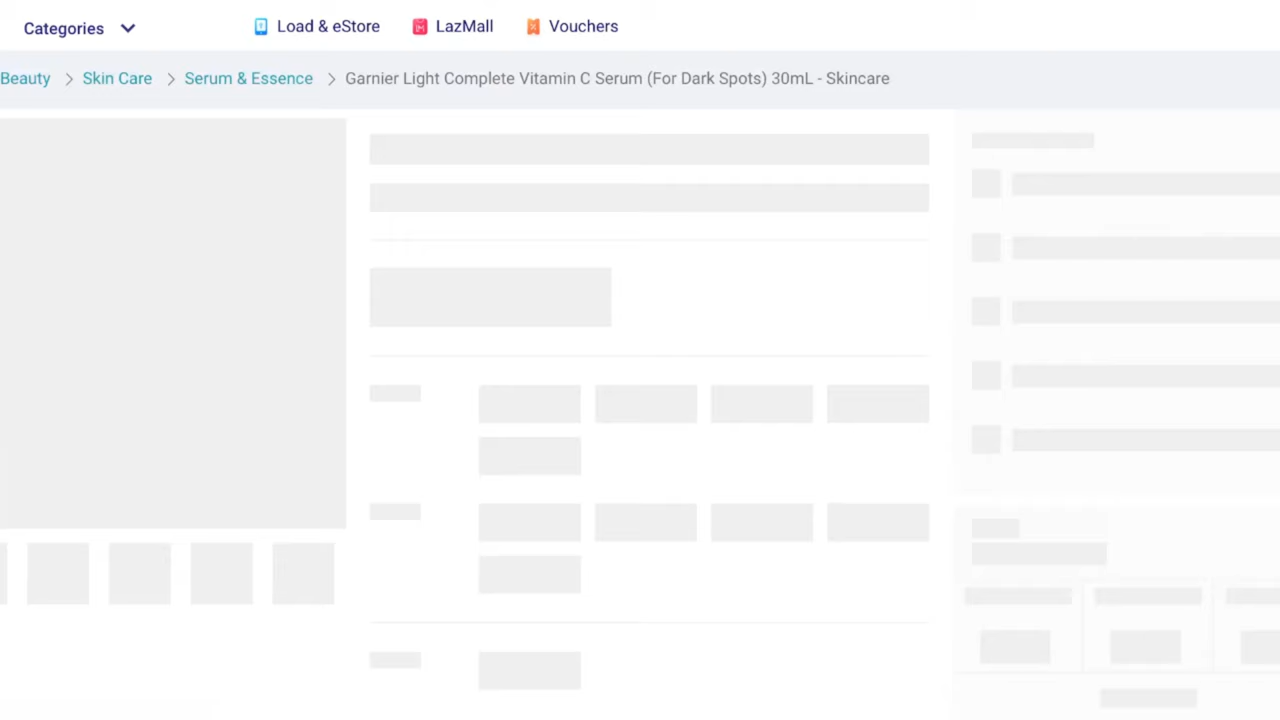 Categories Load & eStore LazMall Vouchers
Beauty > Skin Care > Serum & Essence > Garnier Light Complete Vitamin C Serum (For Dark Spots) 30mL - Skincare